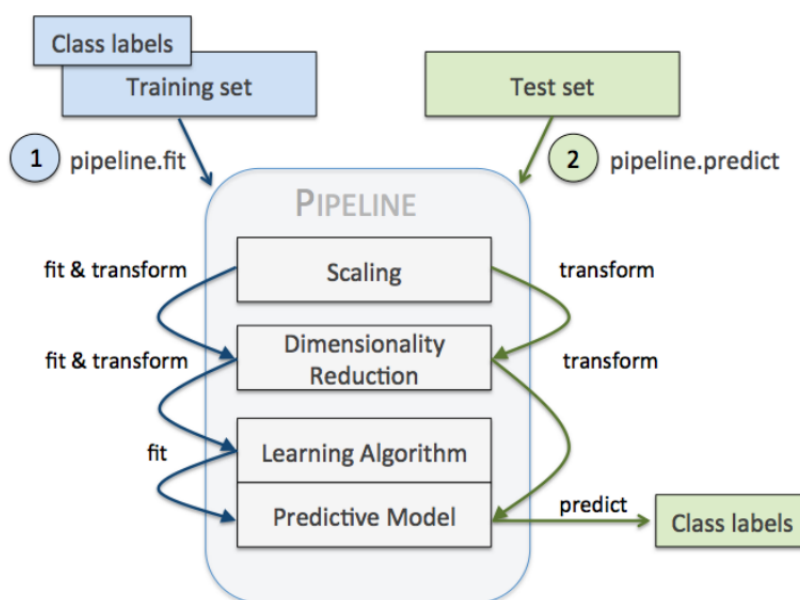 Class labels
Training set
Test set
1 pipeline.fit
2 pipeline.predict
PIPELINE
fit & transform
Scaling
transform
fit & transform
Dimensionality
Reduction
transform
fit
Learning Algorithm
Predictive Model
predict
Class labels